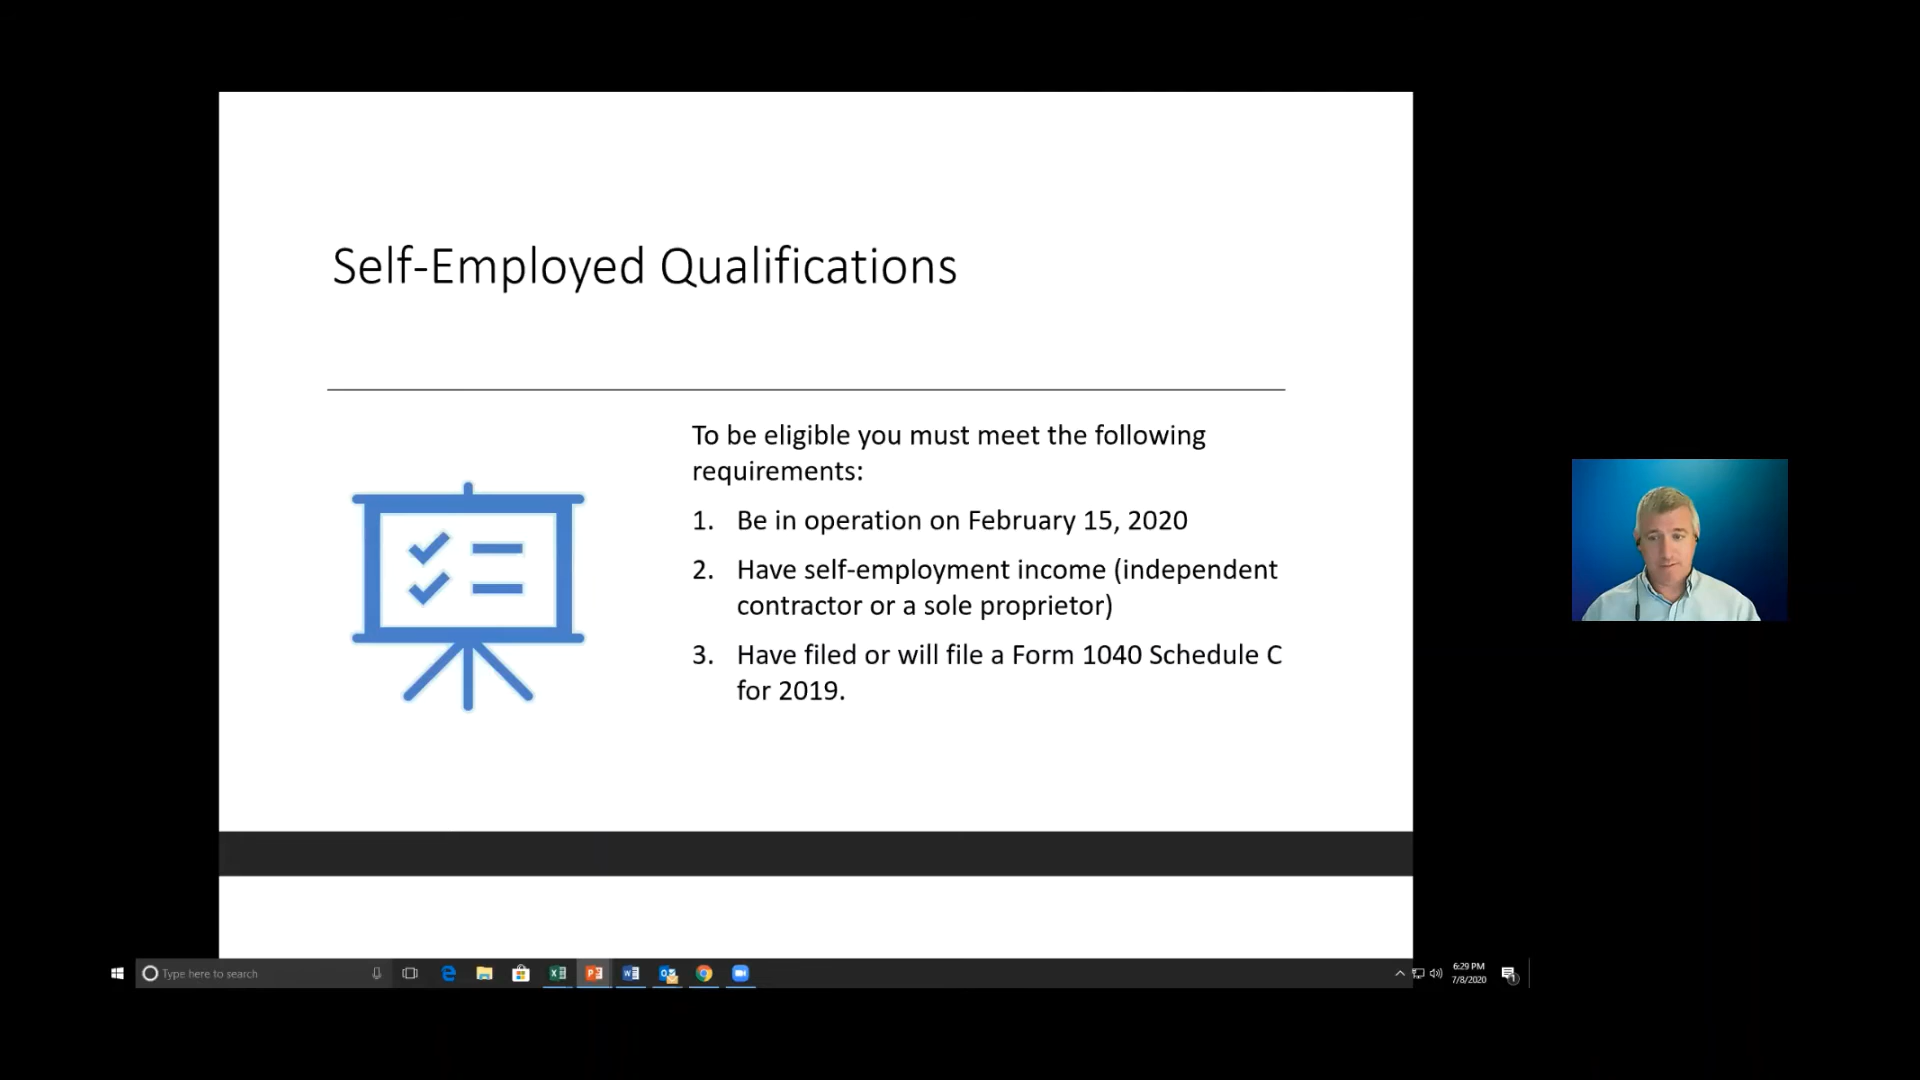 Self-Employed Qualifications
To be eligible you must meet the following
requirements:
1. Be in operation on February 15, 2020
2. Have self-employment income (independent
contractor or a sole proprietor)
3. Have filed or will file a Form 1040 Schedule C
for 2019.
Type here to search
6:29 PM
7/8/2020